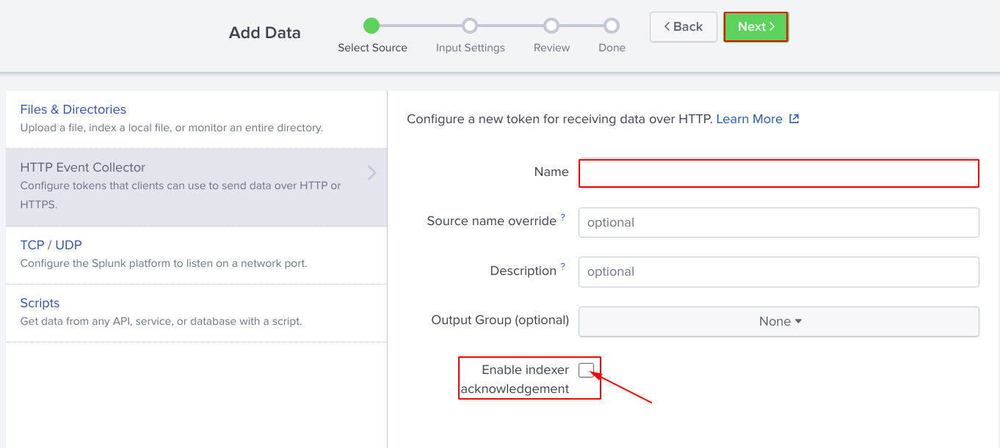 Add Data
Select Source
Input Settings
Review
Done
Back
Next
Files & Directories
Upload a file, index a local file, or monitor an entire directory.
HTTP Event Collector
Configure tokens that clients can use to send data over HTTP or
HTTPS.
TCP / UDP
Configure the Splunk platform to listen on a network port.
Scripts
Get data from any API, service, or database with a script.
Configure a new token for receiving data over HTTP. Learn More
Name
Source name override ?
optional
Description ?
optional
Output Group (optional)
None
Enable indexer
acknowledgement